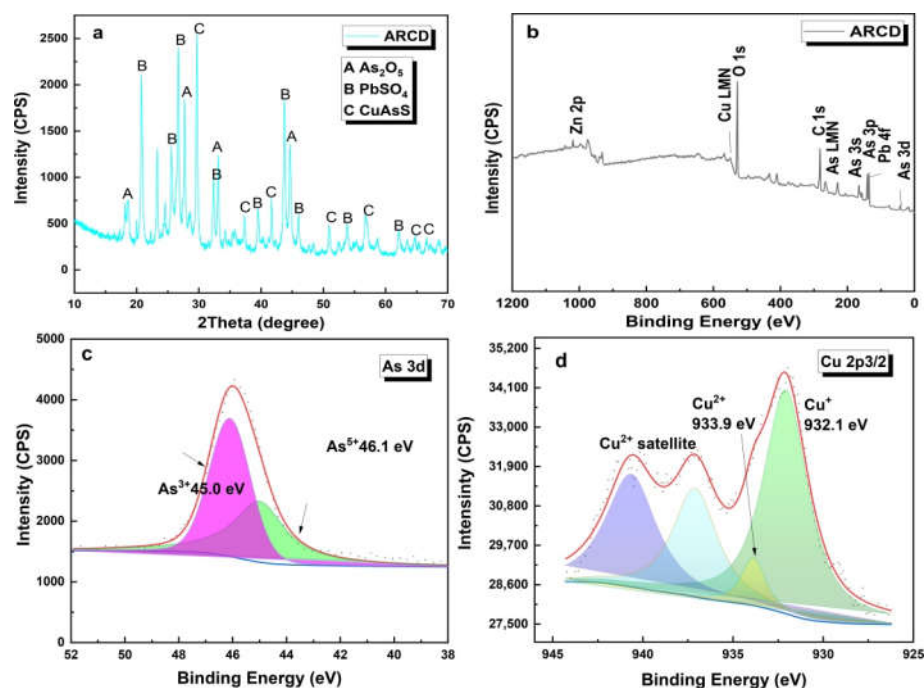 a
ARCD
A As₂O₅
B PbSO₄
C CuAsS
A
B
B
B
A
C
B
A
C
B
C
B
A
B
C
B
C
B
C
C
Intensity (CPS)
2500
2000
1500
1000
500
0
10 20 30 40 50 60 70
2Theta (degree)
b
ARCD
Zn 2p
Cu LMN
O 1s
C 1s
As LMN
As 3s
As 3p
Pb 4f
As 3d
Intensity (CPS)
1200 1000 800 600 400 200 0
Binding Energy (eV)
c
As 3d
As³⁺45.0 eV
As⁵⁺46.1 eV
Intensity (CPS)
5000
4000
3000
2000
1000
0
52 50 48 46 44 42 40 38
Binding Energy (eV)
d
Cu 2p3/2
Cu²⁺ satellite
Cu²⁺
933.9 eV
Cu⁺
932.1 eV
Intensinty (CPS)
35,200
34,100
33,000
31,900
30,800
29,700
28,600
27,500
945 940 935 930 925
Binding Energy (eV)